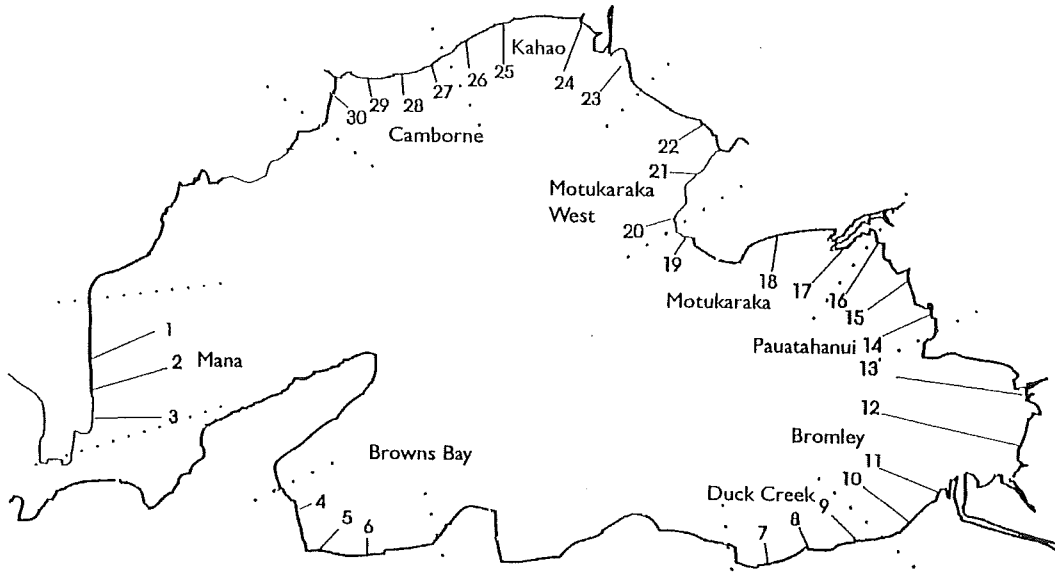 Kahao
24
25
26
27
28
29
30
23
Camborne
22
21
Motukaraka
West
20
19
18
17
16
15
Motukaraka
Pauatahanui 14
13
12
1
2 Mana
3
Bromley
11
10
Browns Bay
Duck Creek
9
8
7
4
5
6